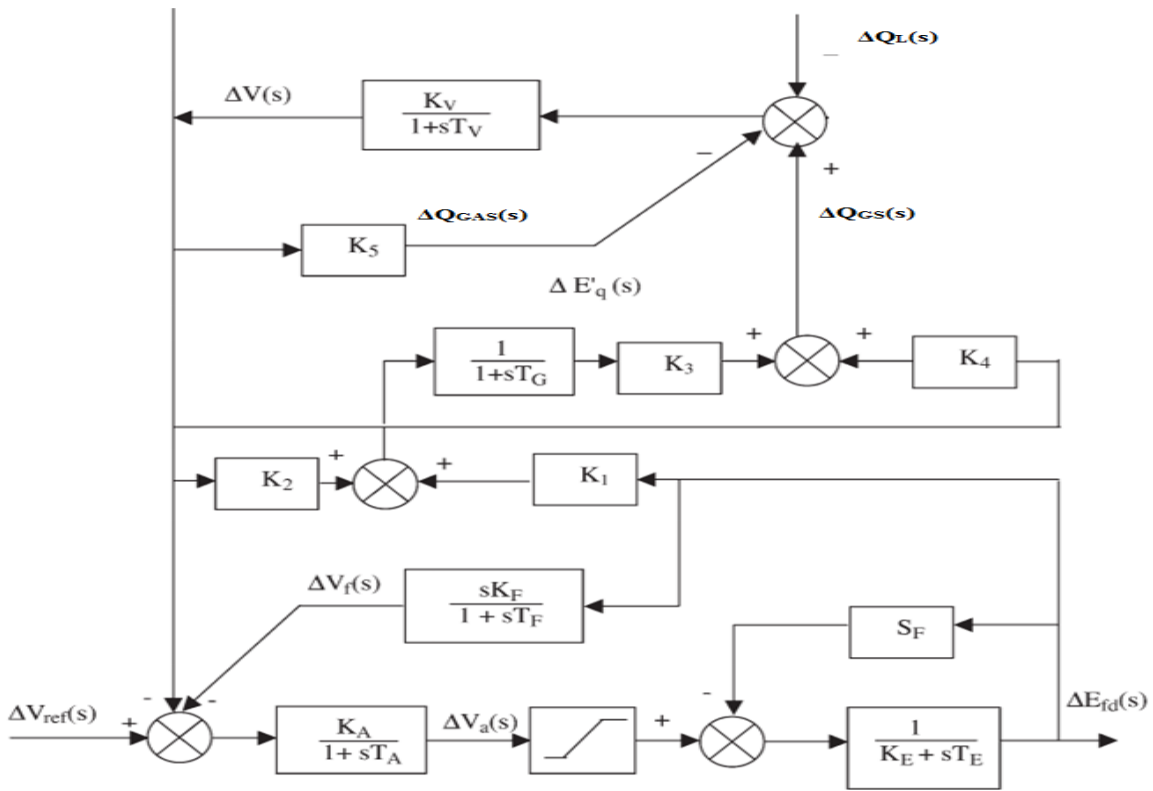 ΔQL(s)
−
ΔV(s)
KV
1+sTV
−
+
ΔQGAS(s)
ΔQGS(s)
K5
Δ E'q (s)
1
1+sTG
K3
+
+
K4
K2
+
+
K1
ΔVf(s)
sKF
1 + sTF
SF
-
-
-
ΔVref(s)
+
KA
1+ sTA
ΔVa(s)
+
1
KE + sTE
ΔEfd(s)